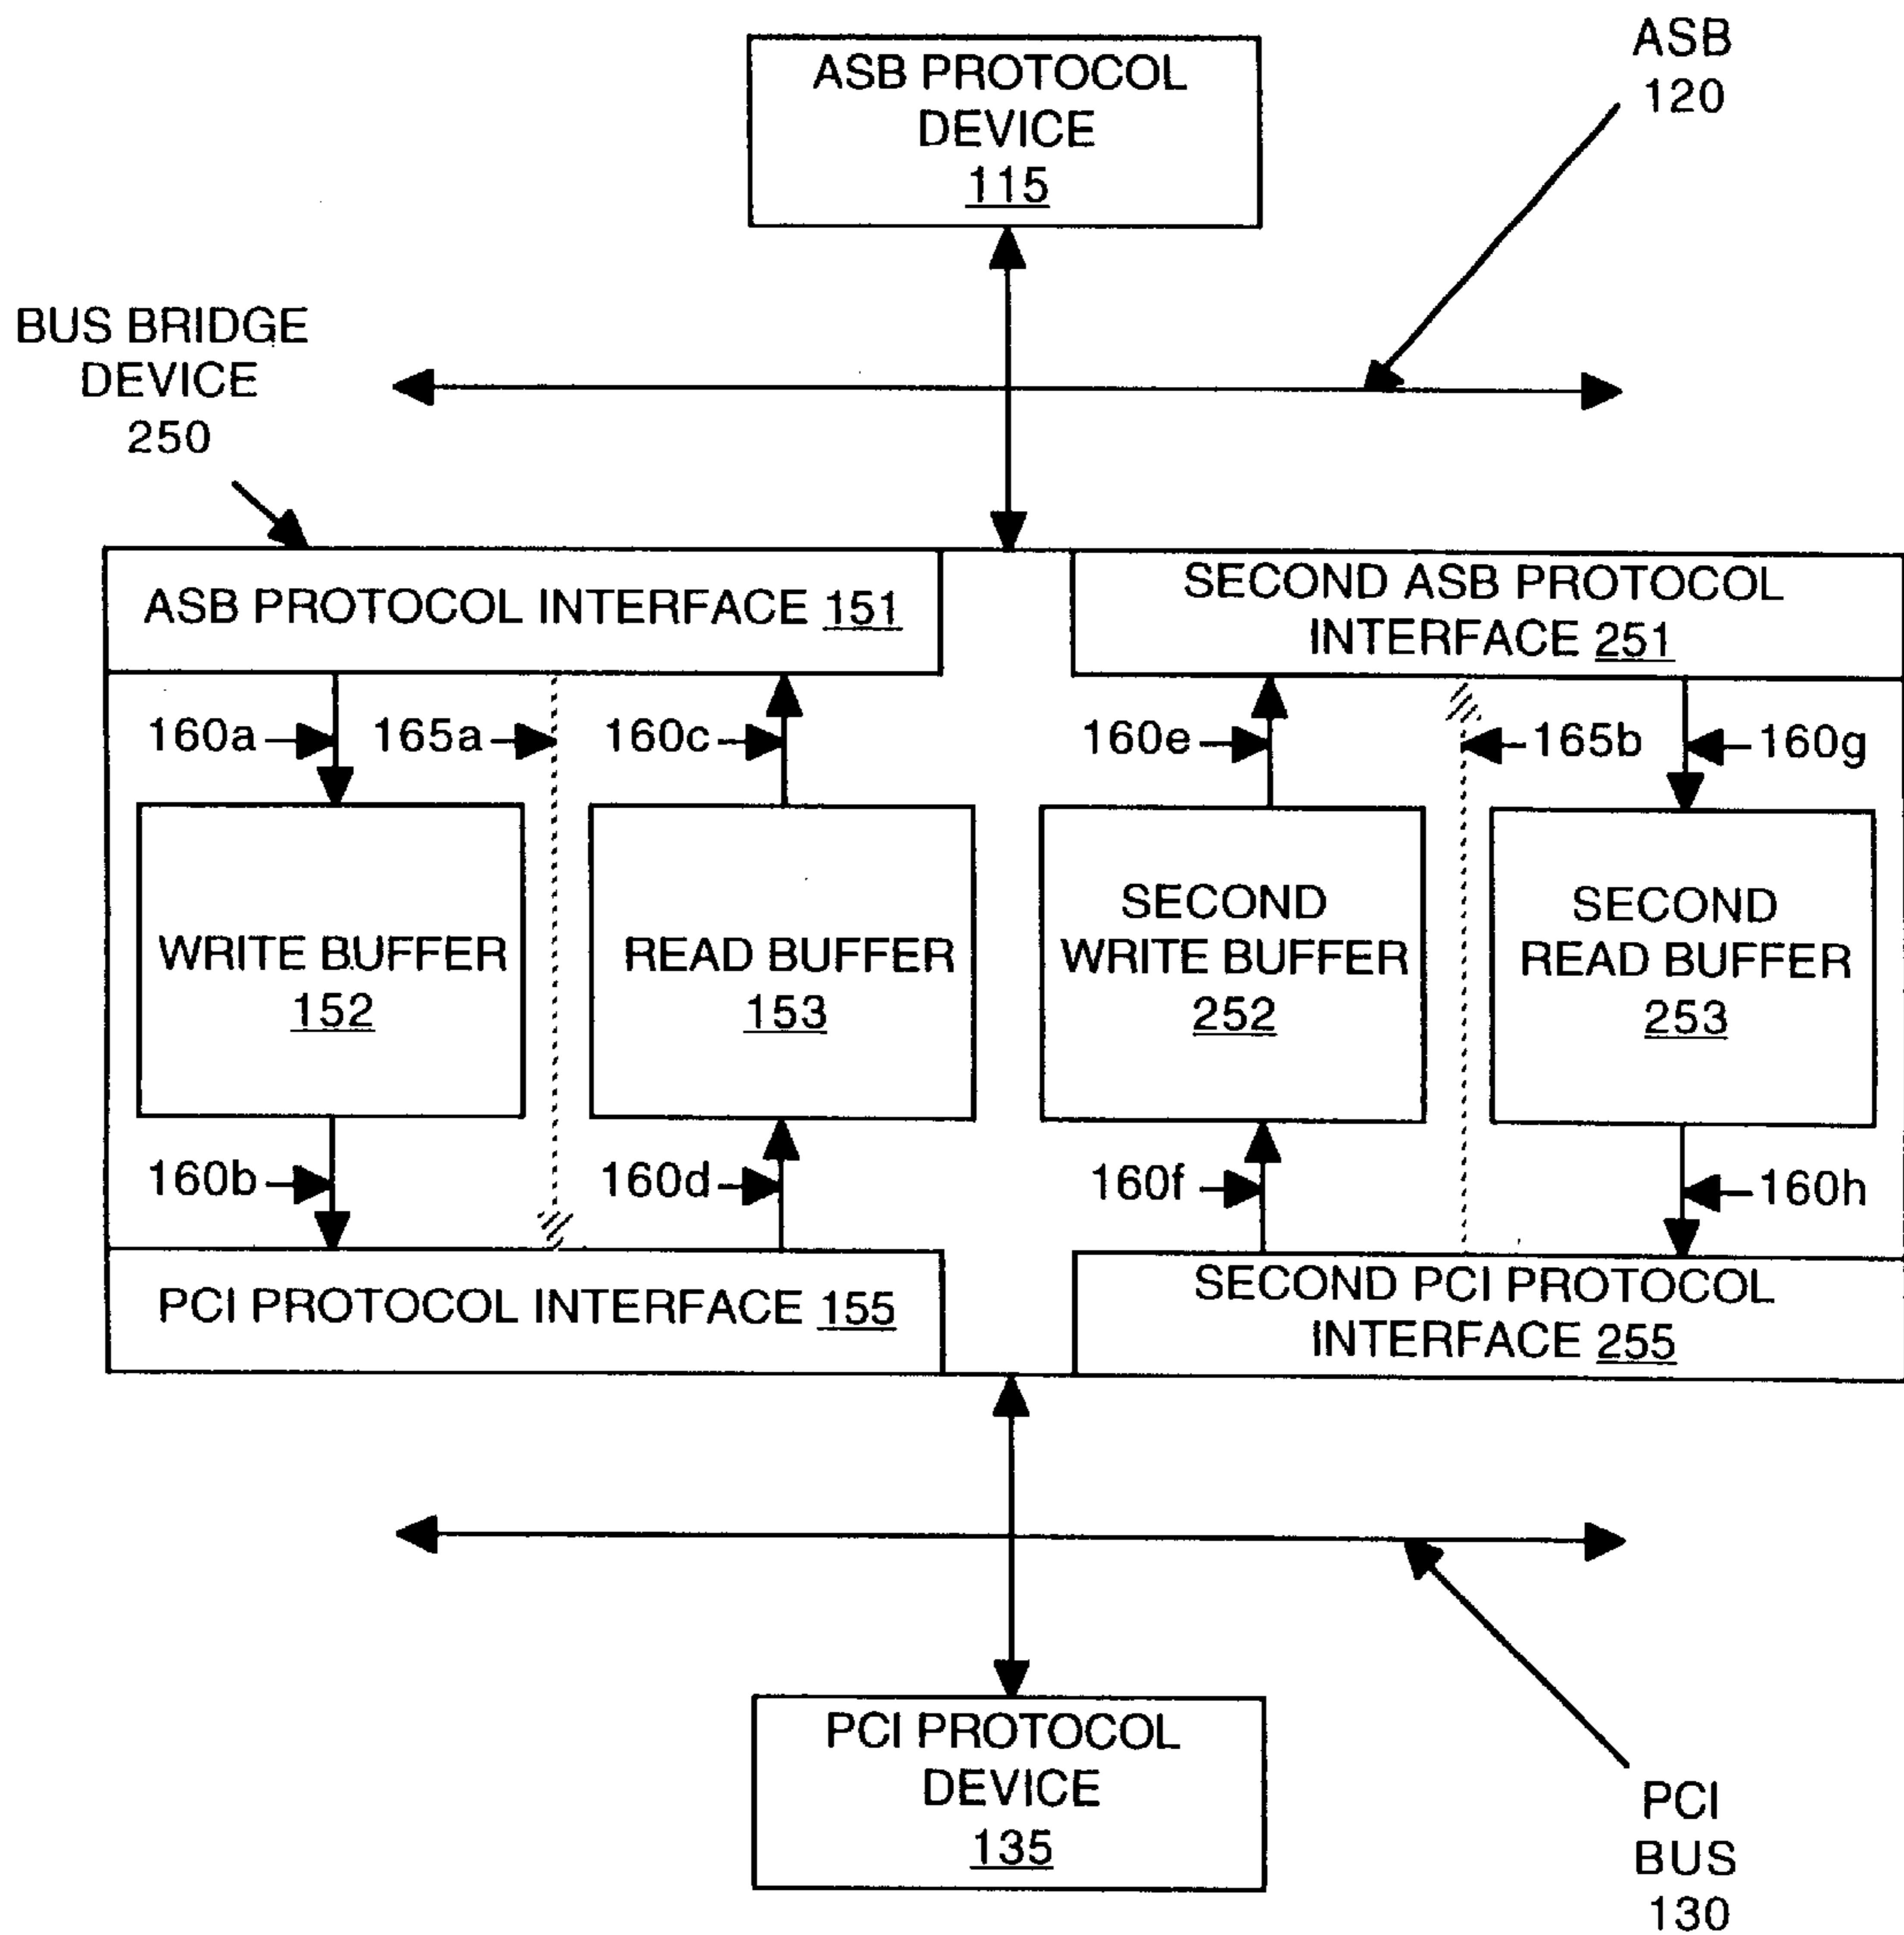 ASB
120
ASB PROTOCOL
DEVICE
115
BUS BRIDGE
DEVICE
250
ASB PROTOCOL INTERFACE 151
SECOND ASB PROTOCOL
INTERFACE 251
160a
165a
160c
160e
165b
160g
WRITE BUFFER
152
READ BUFFER
153
SECOND
WRITE BUFFER
252
SECOND
READ BUFFER
253
160b
160d
160f
160h
PCI PROTOCOL INTERFACE 155
SECOND PCI PROTOCOL
INTERFACE 255
PCI PROTOCOL
DEVICE
135
PCI
BUS
130